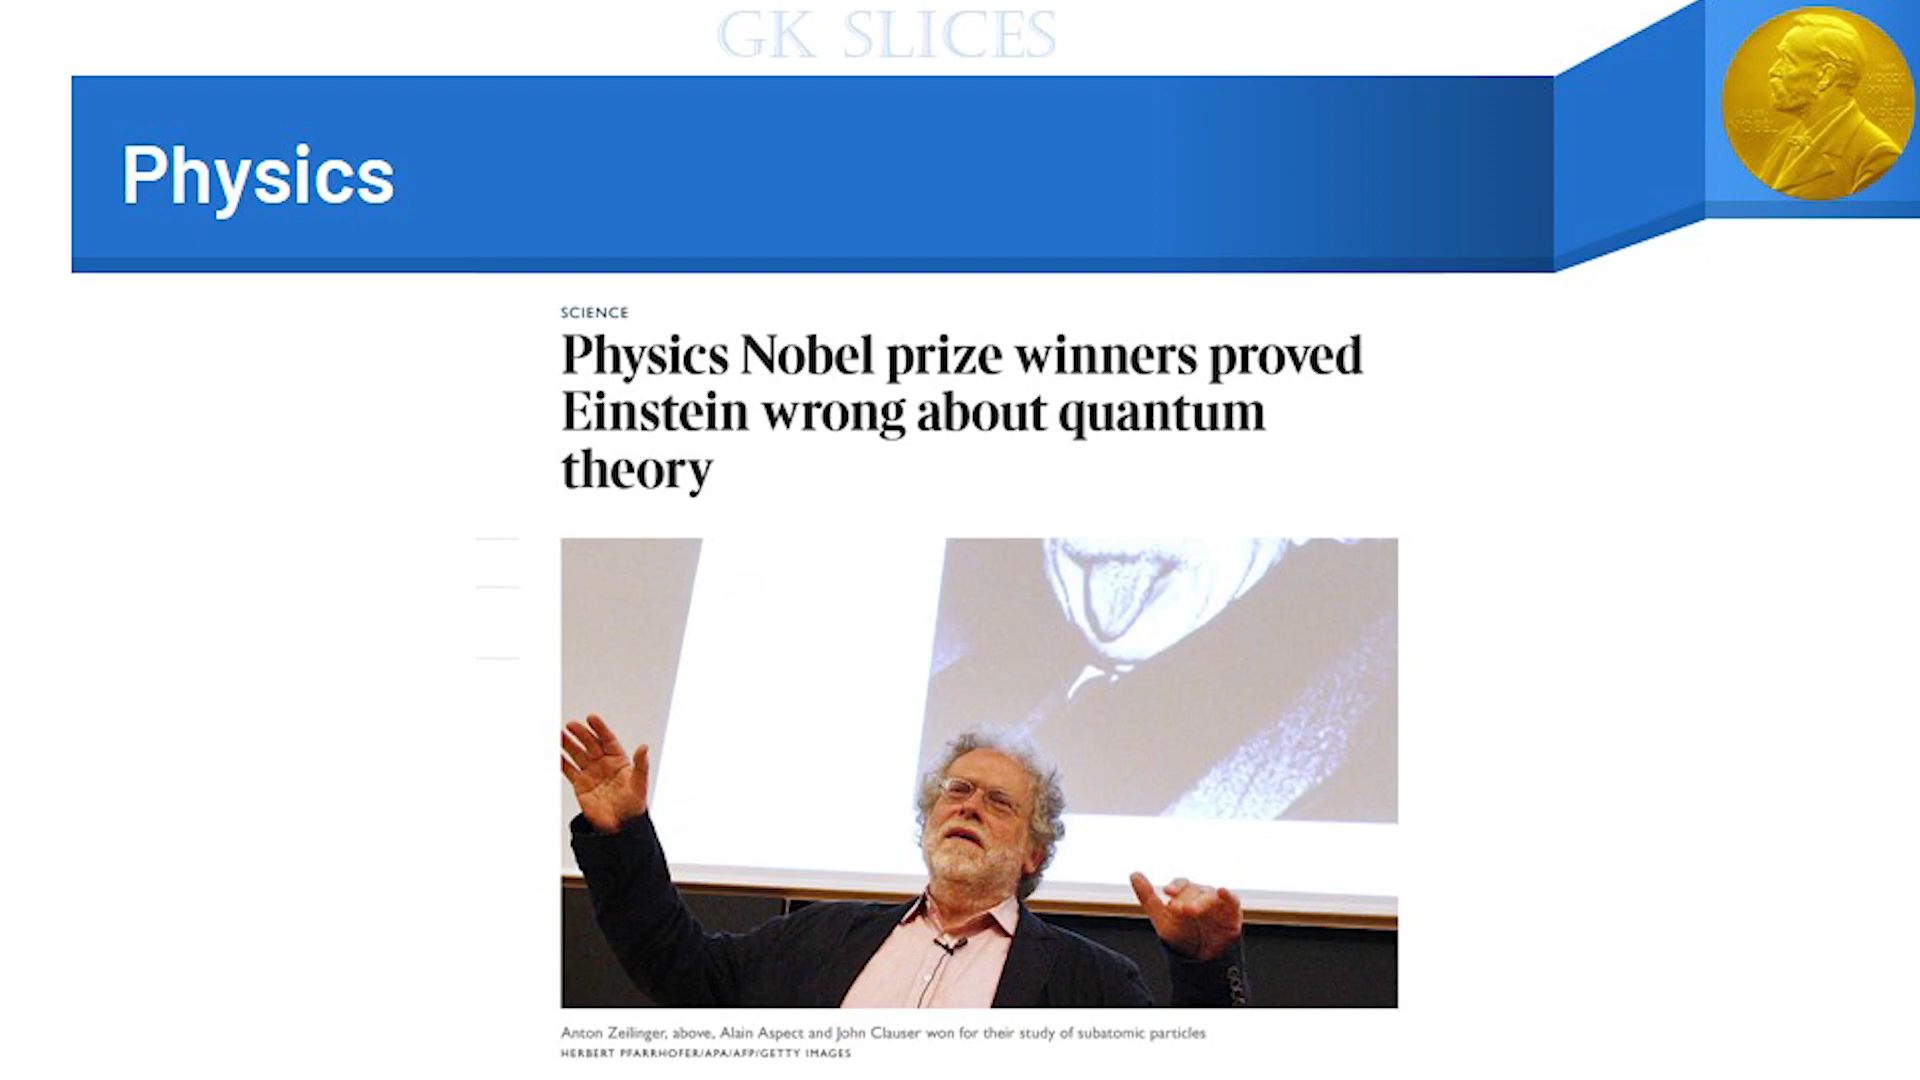 GK SLICES
Physics
SCIENCE
Physics Nobel prize winners proved
Einstein wrong about quantum
theory
Anton Zeilinger, above, Alain Aspect and John Clauser won for their study of subatomic particles
HERBERT PFARRHOFER/APA/AFP/GETTY IMAGES